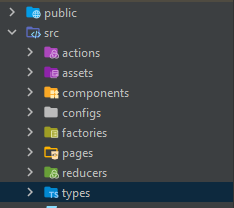 public
src
actions
assets
components
configs
factories
pages
reducers
types